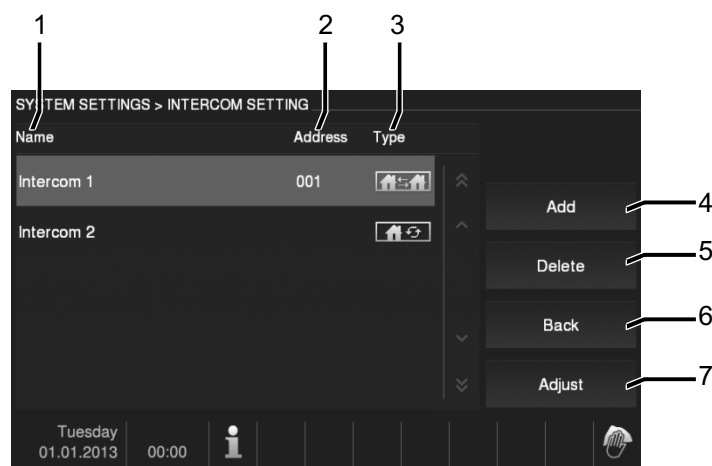 1 2 3
SYSTEM SETTINGS > INTERCOM SETTING
Name Address Type
Intercom 1 001
Add 4
Intercom 2
Delete 5
Back 6
Adjust 7
Tuesday
01.01.2013 00:00 i